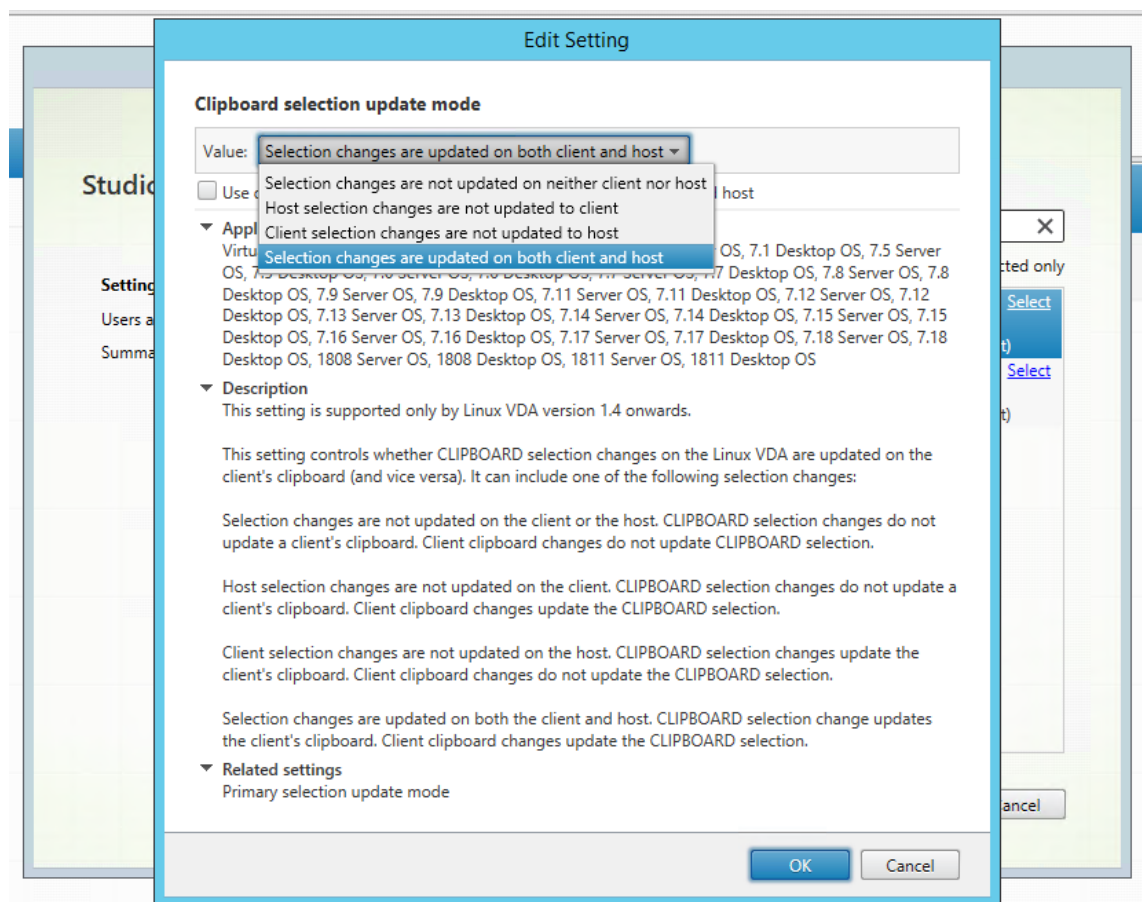 Edit Setting
Clipboard selection update mode
Value: Selection changes are updated on both client and host
Selection changes are not updated on neither client nor host
Host selection changes are not updated to client
Client selection changes are not updated to host
Selection changes are updated on both client and host
Use host
Virtu OS, 7.1 Desktop OS, 7.5 Server
OS, 7.7 Desktop OS, 7.8 Server OS, 7.8
Desktop OS, 7.9 Server OS, 7.9 Desktop OS, 7.11 Server OS, 7.11 Desktop OS, 7.12 Server OS, 7.12
Desktop OS, 7.13 Server OS, 7.13 Desktop OS, 7.14 Server OS, 7.14 Desktop OS, 7.15 Server OS, 7.15
Desktop OS, 7.16 Server OS, 7.16 Desktop OS, 7.17 Server OS, 7.17 Desktop OS, 7.18 Server OS, 7.18
Desktop OS, 1808 Server OS, 1808 Desktop OS, 1811 Server OS, 1811 Desktop OS
Description
This setting is supported only by Linux VDA version 1.4 onwards.
This setting controls whether CLIPBOARD selection changes on the Linux VDA are updated on the
client's clipboard (and vice versa). It can include one of the following selection changes:
Selection changes are not updated on the client or the host. CLIPBOARD selection changes do not
update a client's clipboard. Client clipboard changes do not update CLIPBOARD selection.
Host selection changes are not updated on the client. CLIPBOARD selection changes do not update a
client's clipboard. Client clipboard changes update the CLIPBOARD selection.
Client selection changes are not updated on the host. CLIPBOARD selection changes update the
client's clipboard. Client clipboard changes do not update the CLIPBOARD selection.
Selection changes are updated on both the client and host. CLIPBOARD selection change updates
the client's clipboard. Client clipboard changes update the CLIPBOARD selection.
Related settings
Primary selection update mode
OK
Cancel
Studio
Setting
Users a
Summa
cted only
Select
t)
Select
t)
ancel